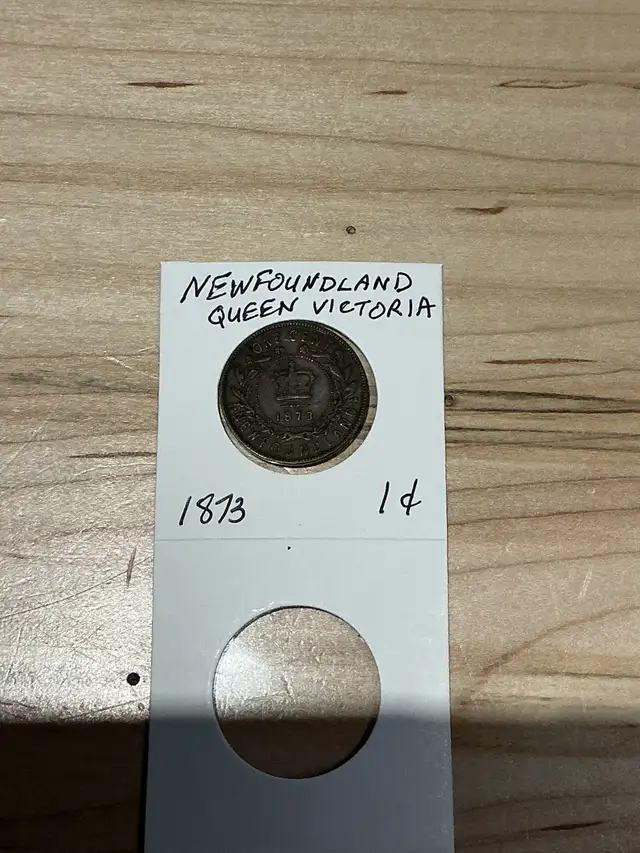 NEWFOUNDLAND
QUEEN VICTORIA
ONE CENT
1873
NEWFOUNDLAND
1873
1¢